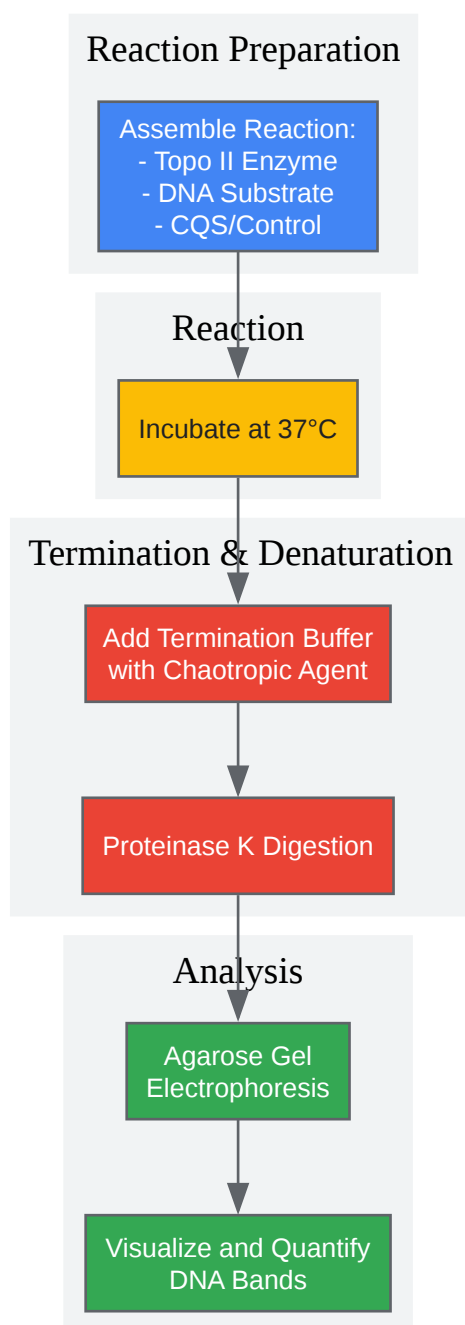 Reaction Preparation
Assemble Reaction:
- Topo II Enzyme
- DNA Substrate
- CQS/Control
Reaction
Incubate at 37°C
Termination & Denaturation
Add Termination Buffer
with Chaotropic Agent
Proteinase K Digestion
Analysis
Agarose Gel
Electrophoresis
Visualize and Quantify
DNA Bands